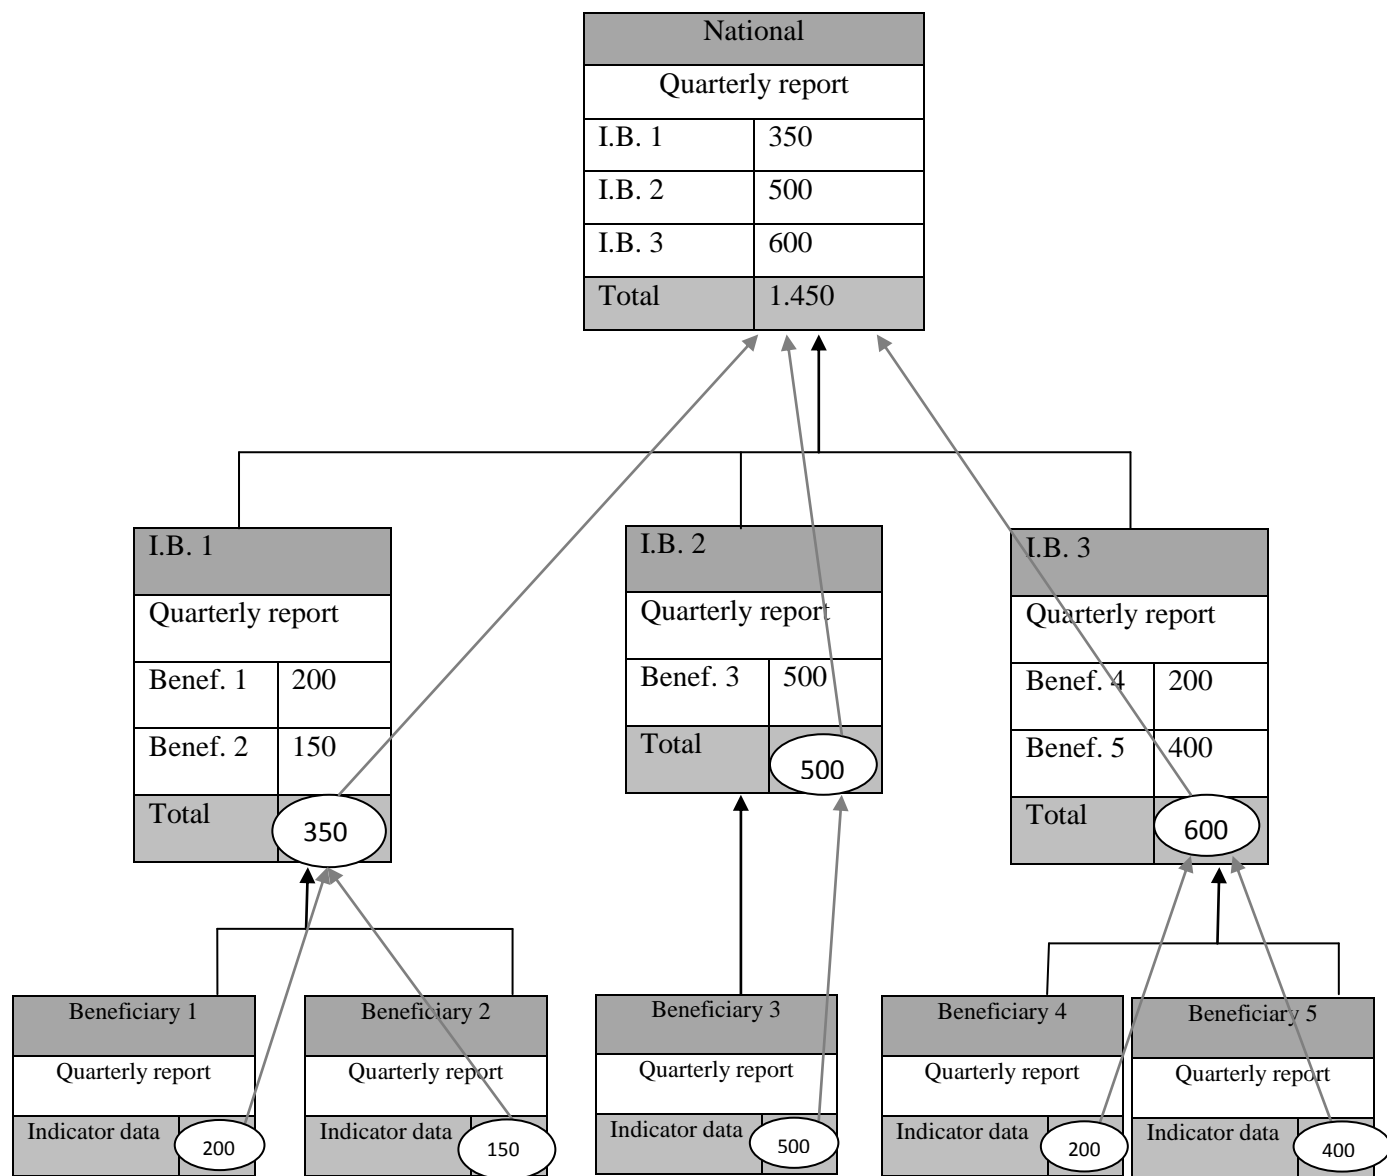 National
Quarterly report
I.B. 1 350
I.B. 2 500
I.B. 3 600
Total 1.450
I.B. 1
Quarterly report
Benef. 1 200
Benef. 2 150
Total 350
I.B. 2
Quarterly report
Benef. 3 500
Total 500
I.B. 3
Quarterly report
Benef. 4 200
Benef. 5 400
Total 600
Beneficiary 1
Quarterly report
Indicator data 200
Beneficiary 2
Quarterly report
Indicator data 150
Beneficiary 3
Quarterly report
Indicator data 500
Beneficiary 4
Quarterly report
Indicator data 200
Beneficiary 5
Quarterly report
Indicator data 400